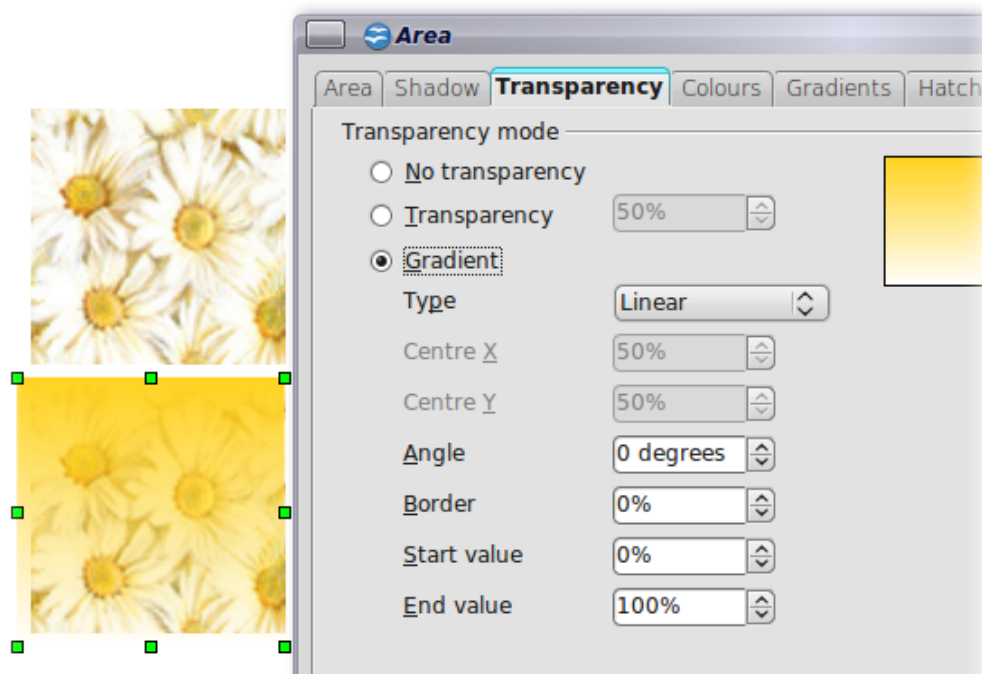 Area
Area Shadow Transparency Colours Gradients Hatch
Transparency mode
No transparency
Transparency 50%
Gradient
Type Linear
Centre X 50%
Centre Y 50%
Angle 0 degrees
Border 0%
Start value 0%
End value 100%